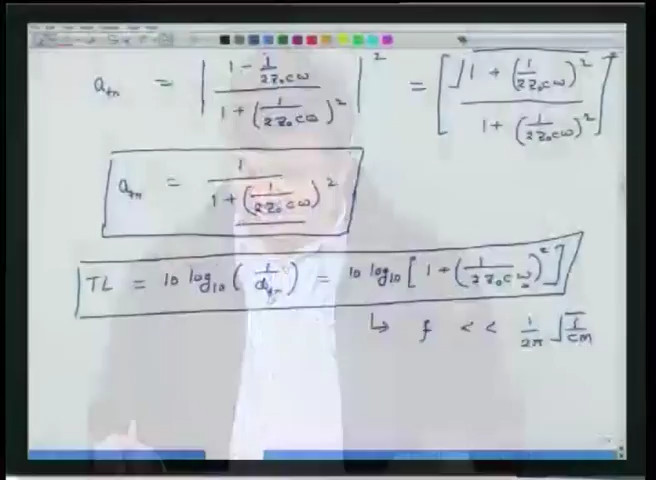 a_tn = | (1 - 1/(2Z₀cω)) / (1 + (1/(2Z₀cω))²) |² = [ √(1 + (1/(2Z₀cω))²) / (1 + (1/(2Z₀cω))²) ]²
a_tn = 1 / (1 + (1/(2Z₀cω))²)
TL = 10 log₁₀ (1/a_tn) = 10 log₁₀ [ 1 + (1/(2Z₀cω))² ]
↳ f << 1/2π √(1/cm)